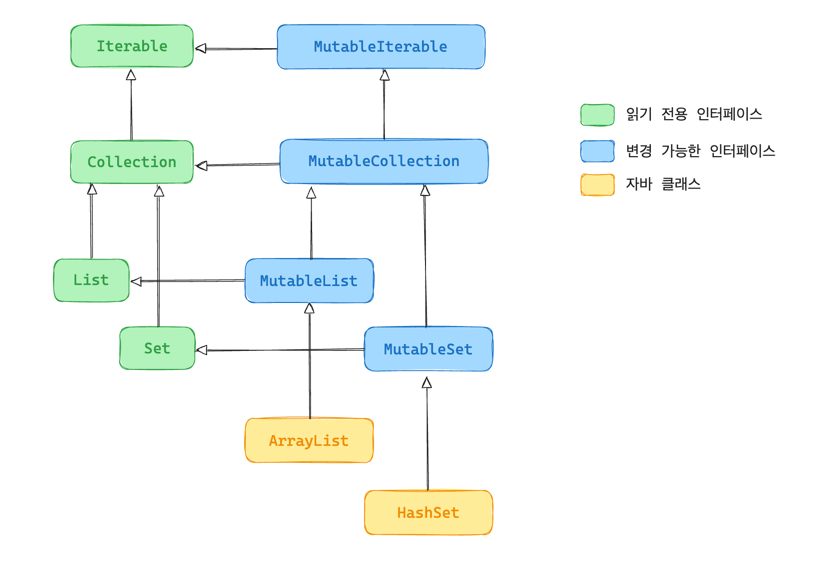 Iterable
MutableIterable
Collection
MutableCollection
읽기 전용 인터페이스
변경 가능한 인터페이스
자바 클래스
List
MutableList
Set
MutableSet
ArrayList
HashSet